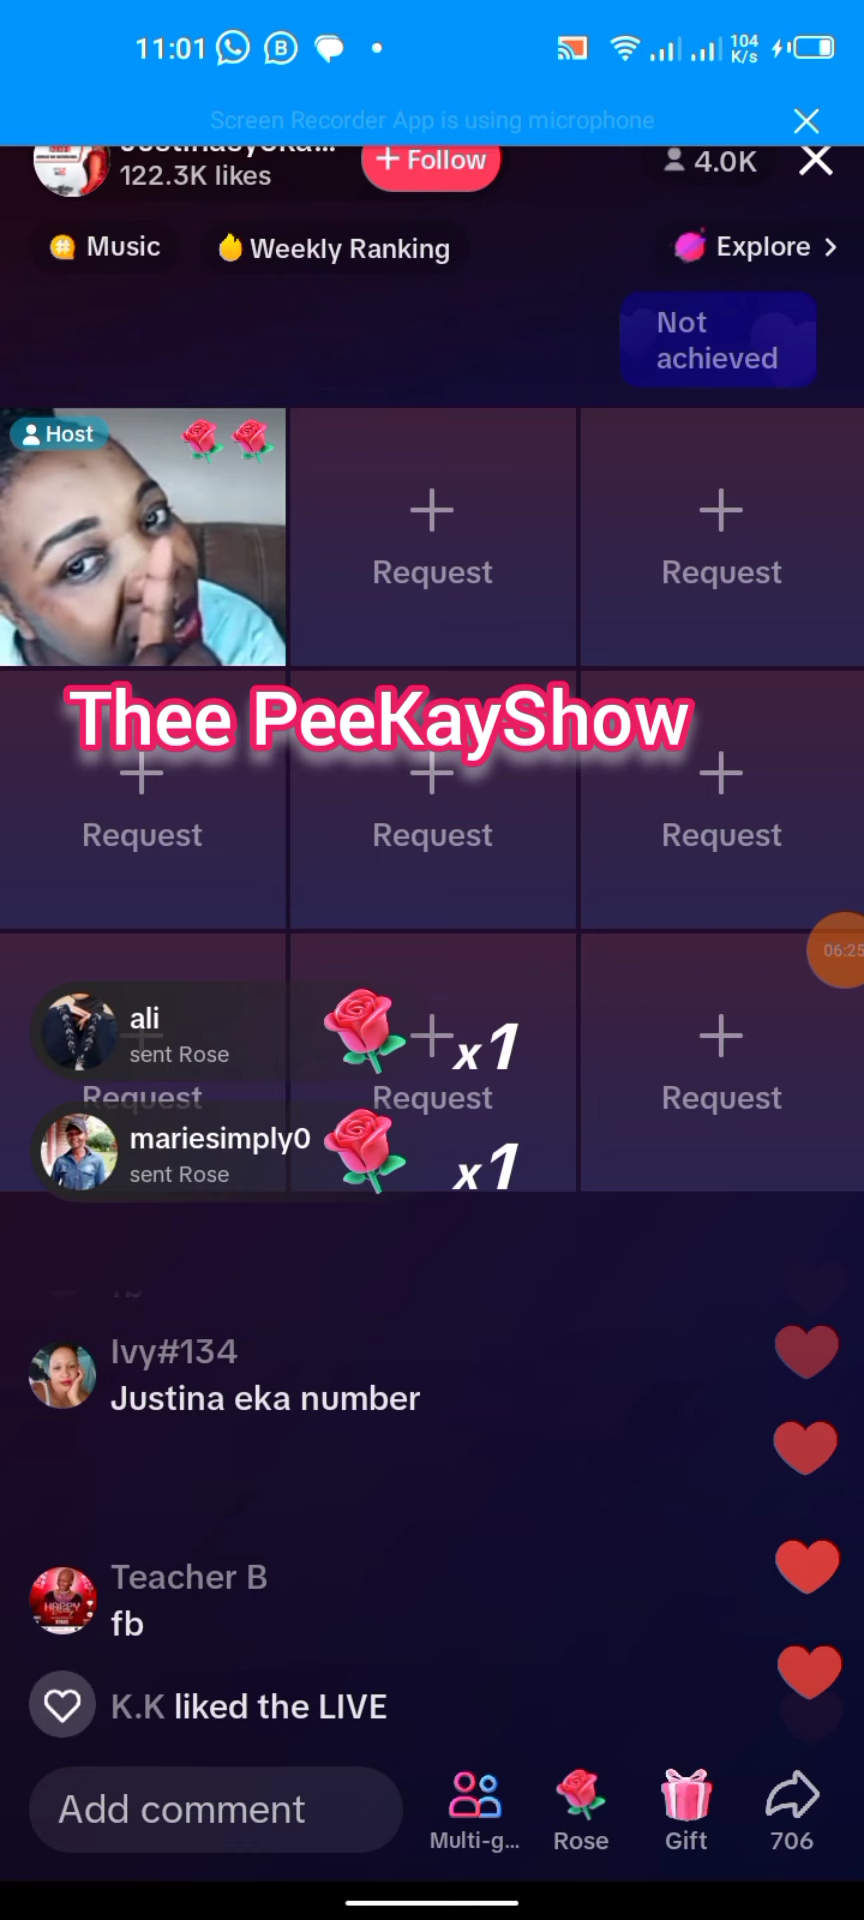 11:01
B
104
K/s
Screen Recorder App is using microphone
122.3K likes
+ Follow
4.0K
Music
Weekly Ranking
Explore >
Not
achieved
Host
Request
Request
Thee PeeKayShow
Request
Request
Request
06:25
ali
sent Rose
x1
Request
Request
Request
mariesimply0
sent Rose
x1
Ivy#134
Justina eka number
Teacher B
fb
K.K liked the LIVE
Add comment
Multi-g...
Rose
Gift
706